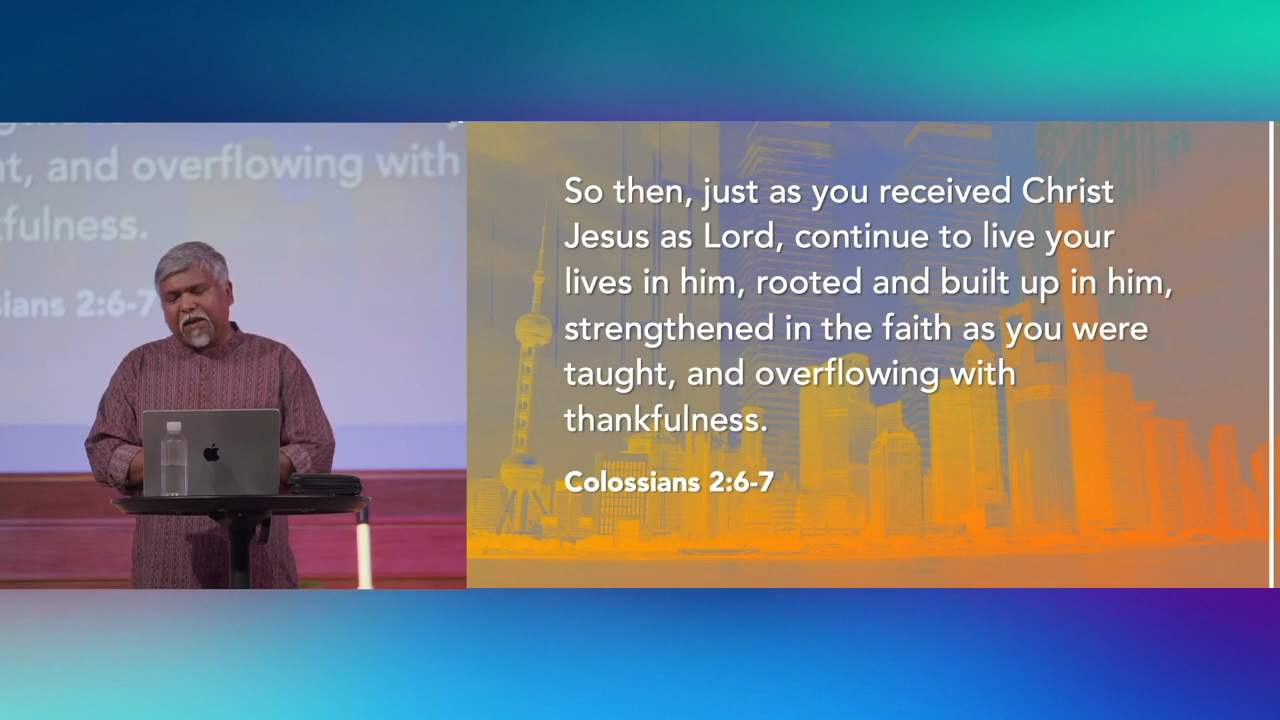 nt, and overflowing with
kfulness.
sians 2:6-7
So then, just as you received Christ
Jesus as Lord, continue to live your
lives in him, rooted and built up in him,
strengthened in the faith as you were
taught, and overflowing with
thankfulness.
Colossians 2:6-7